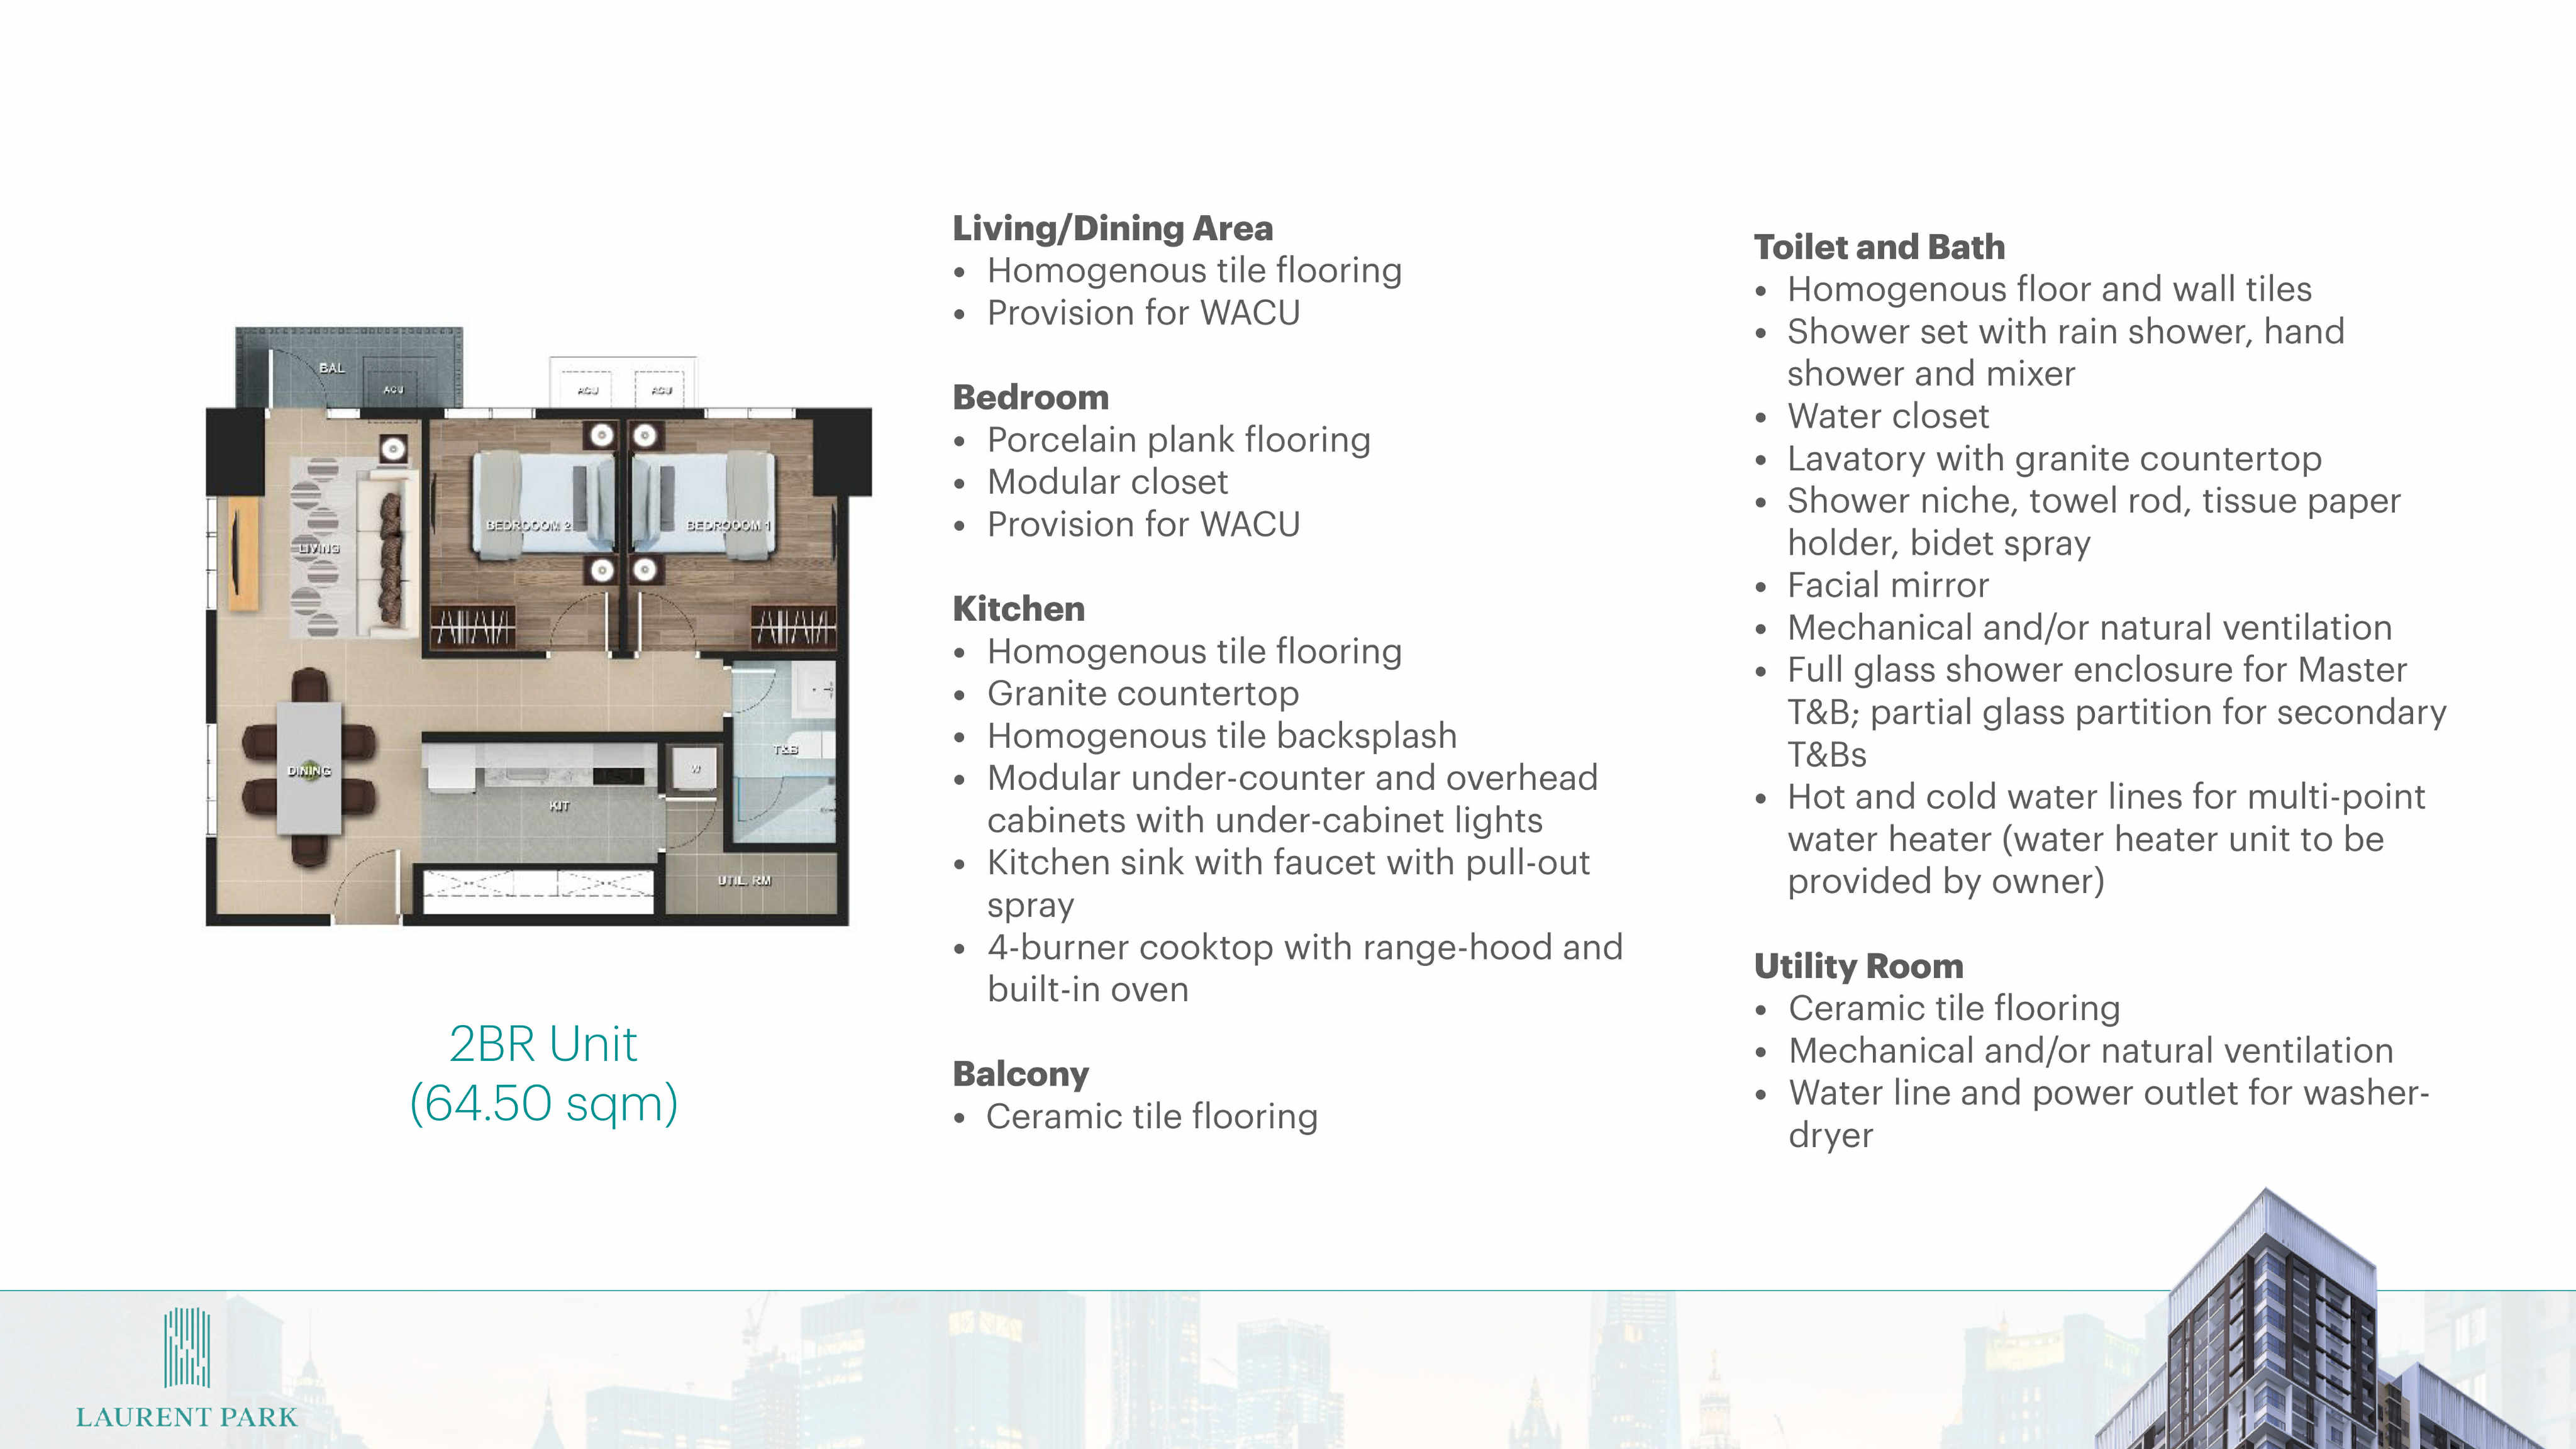 BAL
ACU
ACU
ACU
BEDROOOM 2
BEDROOOM 1
LIVING
T&B
W
DINING
KIT
UTIL. RM
2BR Unit
(64.50 sqm)
Living/Dining Area
• Homogenous tile flooring
• Provision for WACU
Bedroom
• Porcelain plank flooring
• Modular closet
• Provision for WACU
Kitchen
• Homogenous tile flooring
• Granite countertop
• Homogenous tile backsplash
• Modular under-counter and overhead
cabinets with under-cabinet lights
• Kitchen sink with faucet with pull-out
spray
• 4-burner cooktop with range-hood and
built-in oven
Balcony
• Ceramic tile flooring
Toilet and Bath
• Homogenous floor and wall tiles
• Shower set with rain shower, hand
shower and mixer
• Water closet
• Lavatory with granite countertop
• Shower niche, towel rod, tissue paper
holder, bidet spray
• Facial mirror
• Mechanical and/or natural ventilation
• Full glass shower enclosure for Master
T&B; partial glass partition for secondary
T&Bs
• Hot and cold water lines for multi-point
water heater (water heater unit to be
provided by owner)
Utility Room
• Ceramic tile flooring
• Mechanical and/or natural ventilation
• Water line and power outlet for washer-
dryer
LAURENT PARK